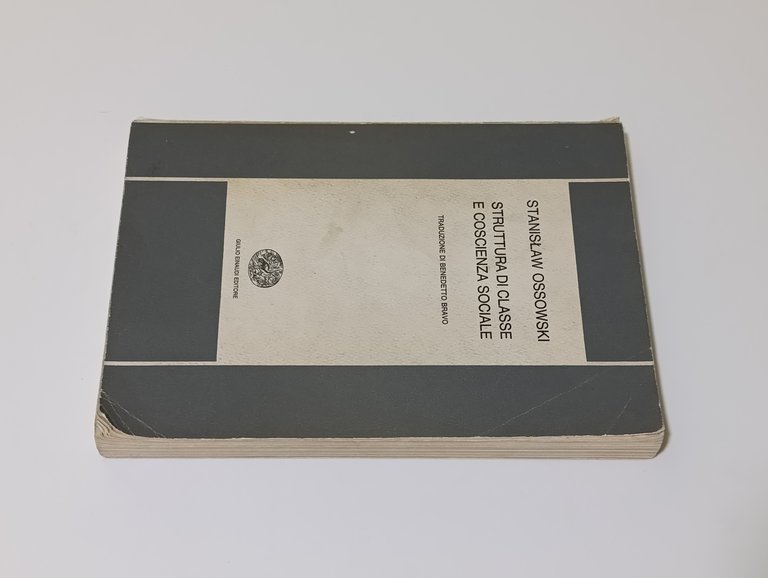 STANISŁAW OSSOWSKI
STRUTTURA DI CLASSE
E COSCIENZA SOCIALE
TRADUZIONE DI BENEDETTO BRAVO
GIULIO EINAUDI EDITORE